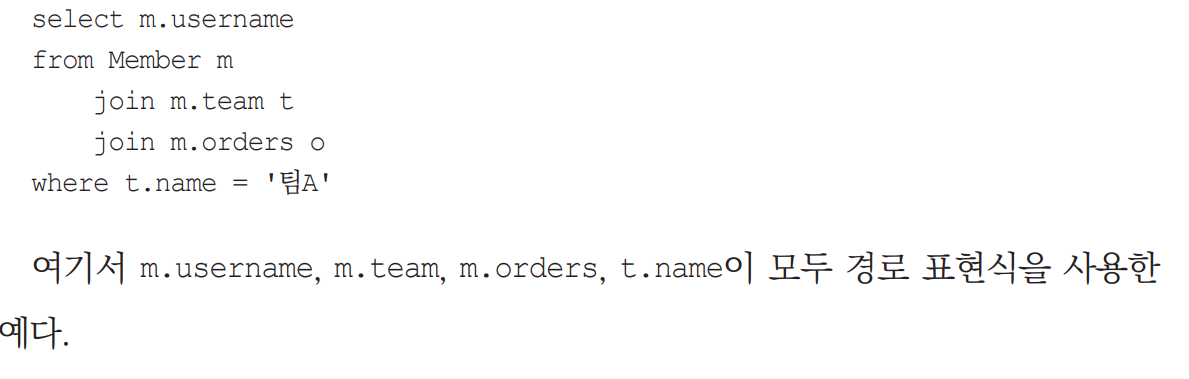 select m.username
from Member m
    join m.team t
    join m.orders o
where t.name = '팀A'
여기서 m.username, m.team, m.orders, t.name이 모두 경로 표현식을 사용한
예다.